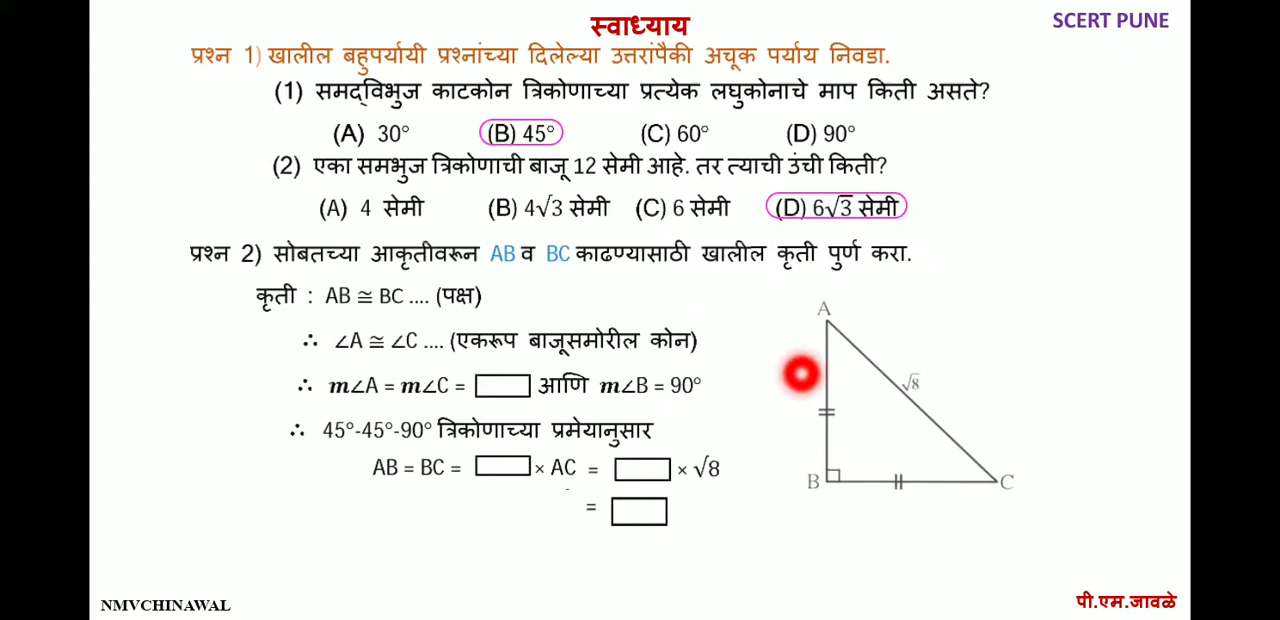 स्वाध्याय
SCERT PUNE
प्रश्न 1) खालील बहुपर्यायी प्रश्नांच्या दिलेल्या उत्तरांपैकी अचूक पर्याय निवडा.
(1) समद्विभुज काटकोन त्रिकोणाच्या प्रत्येक लघुकोनाचे माप किती असते?
(A) 30° (B) 45° (C) 60° (D) 90°
(2) एका समभुज त्रिकोणाची बाजू 12 सेमी आहे. तर त्याची उंची किती?
(A) 4 सेमी (B) 4√3 सेमी (C) 6 सेमी (D) 6√3 सेमी
प्रश्न 2) सोबतच्या आकृतीवरून AB व BC काढण्यासाठी खालील कृती पुर्ण करा.
कृती : AB ≅ BC .... (पक्ष)
∴ ∠A ≅ ∠C .... (एकरूप बाजूसमोरील कोन)
∴ m∠A = m∠C = □ आणि m∠B = 90°
∴ 45°-45°-90° त्रिकोणाच्या प्रमेयानुसार
AB = BC = □ × AC = □ × √8
= □
A
√8
B
C
NMVCHINAWAL
पी.एम.जावळे